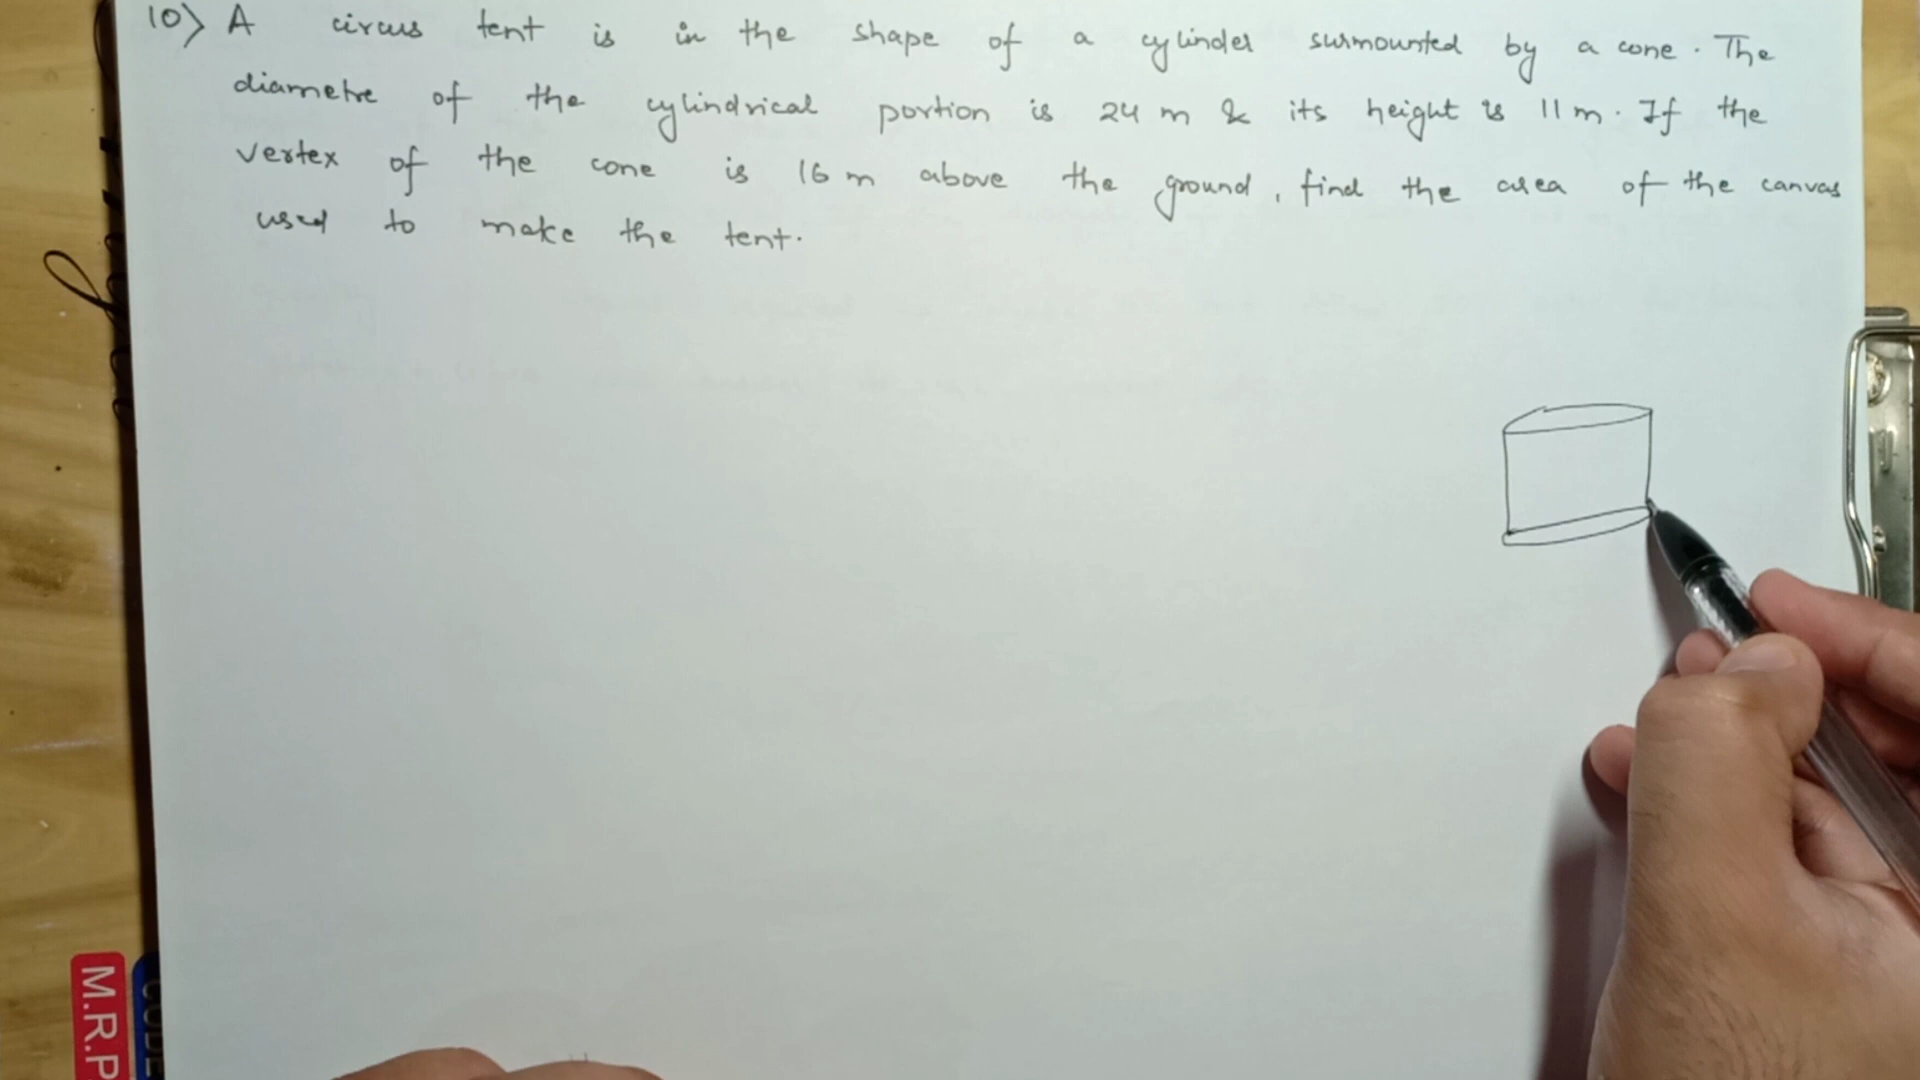 10) A circus tent is in the shape of a cylinder surmounted by a cone. The
diametre of the cylindrical portion is 24 m & its height is 11 m. If the
vertex of the cone is 16 m above the ground, find the area of the canvas
used to make the tent.
M.R.P
CODE